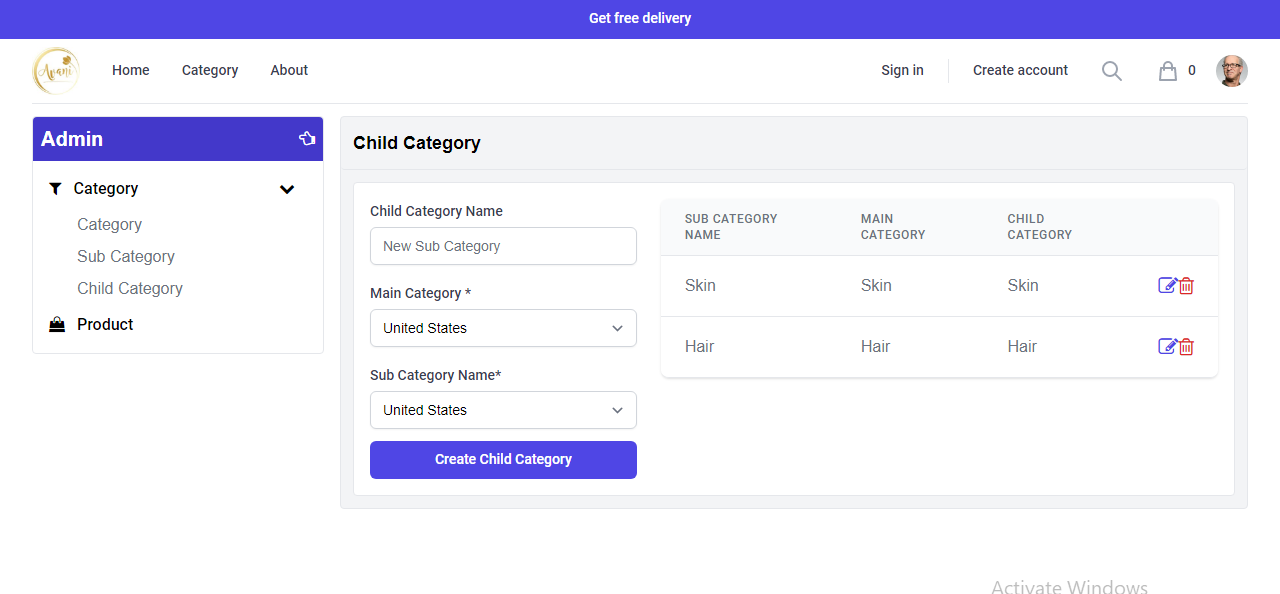 Get free delivery
Avani
Home Category About Sign in Create account 0
Admin
Category
Category
Sub Category
Child Category
Product
Child Category
Child Category Name
New Sub Category
Main Category *
United States
Sub Category Name*
United States
Create Child Category
SUB CATEGORY NAME MAIN CATEGORY CHILD CATEGORY
Skin Skin Skin
Hair Hair Hair
Activate Windows